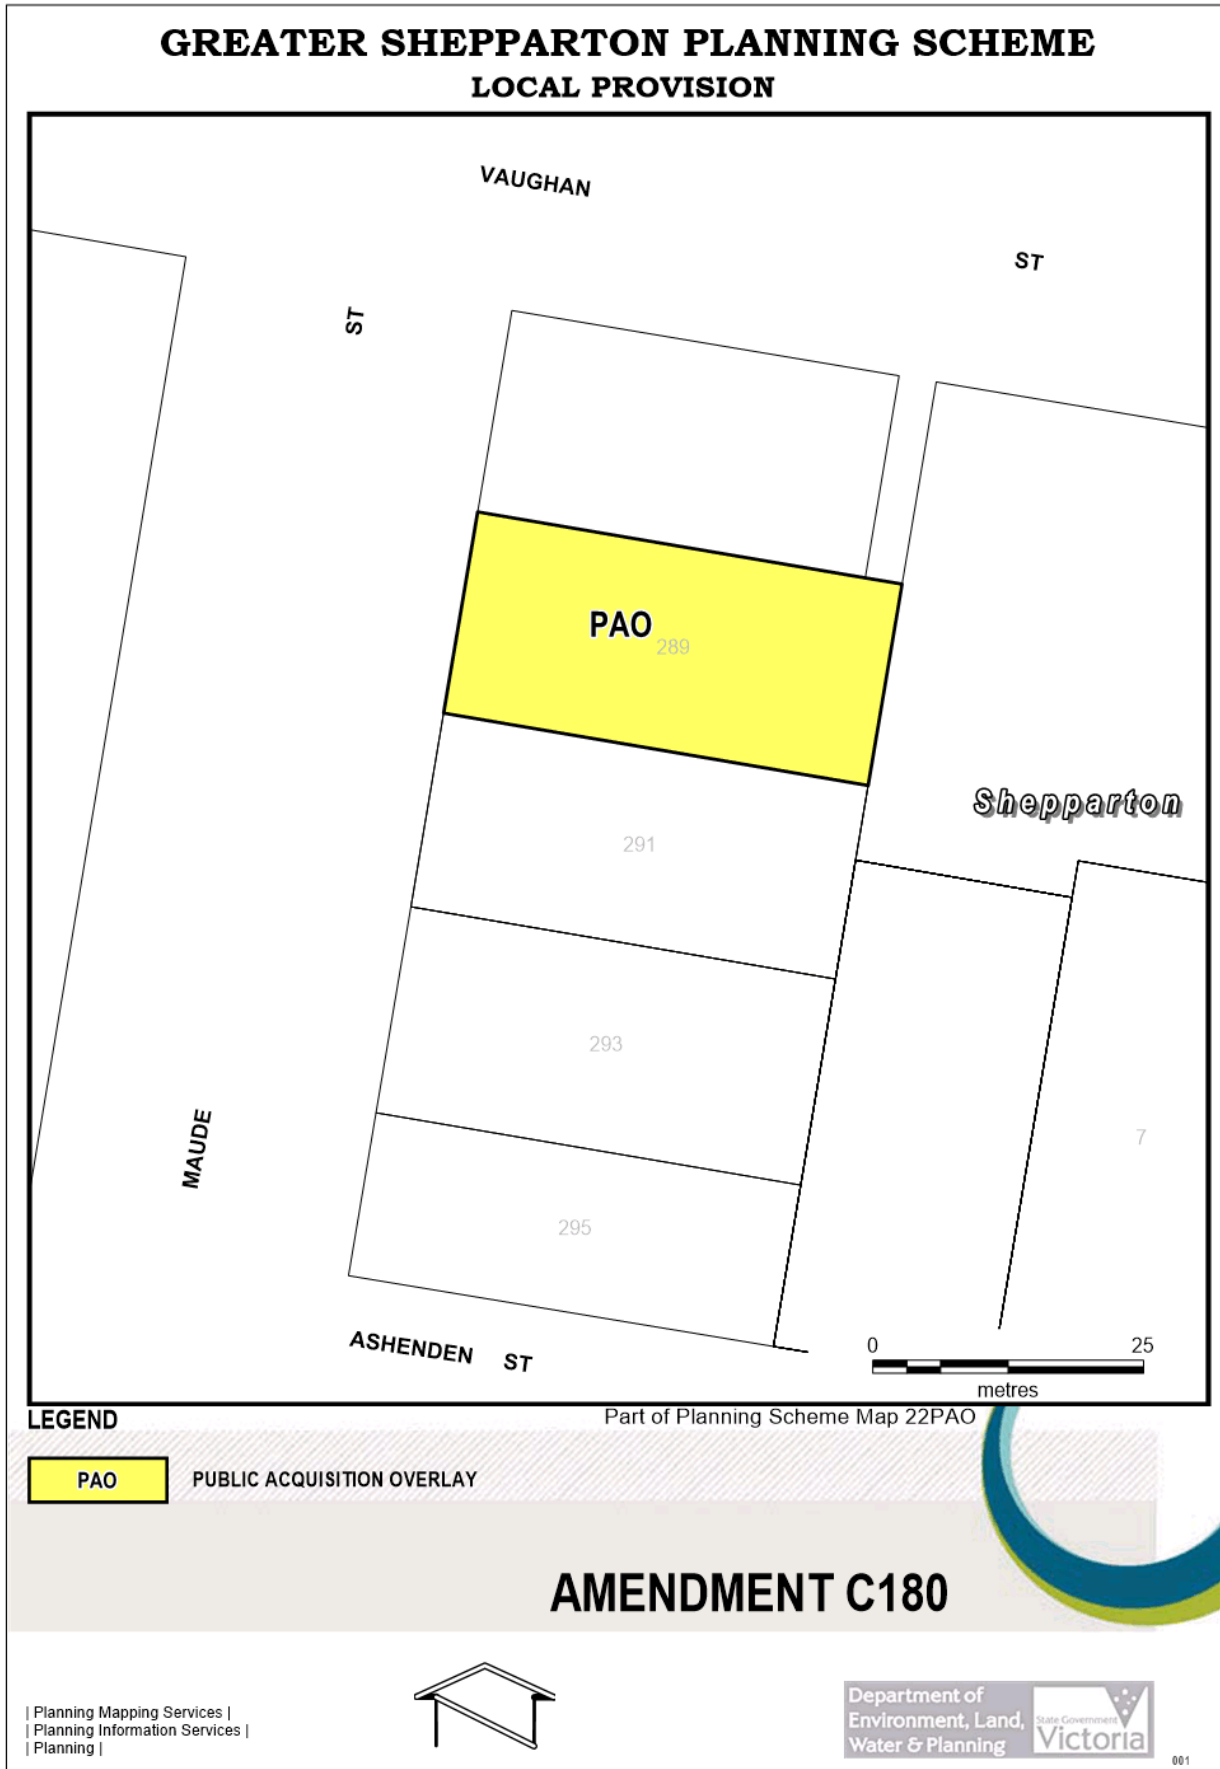 GREATER SHEPPARTON PLANNING SCHEME
LOCAL PROVISION
VAUGHAN
ST
ST
PAO
289
Shepparton
291
293
7
MAUDE
295
ASHENDEN ST
0 25
metres
LEGEND
Part of Planning Scheme Map 22PAO
PAO
PUBLIC ACQUISITION OVERLAY
AMENDMENT C180
| Planning Mapping Services |
| Planning Information Services |
| Planning |
Department of
Environment, Land,
Water & Planning
State Government
Victoria
001